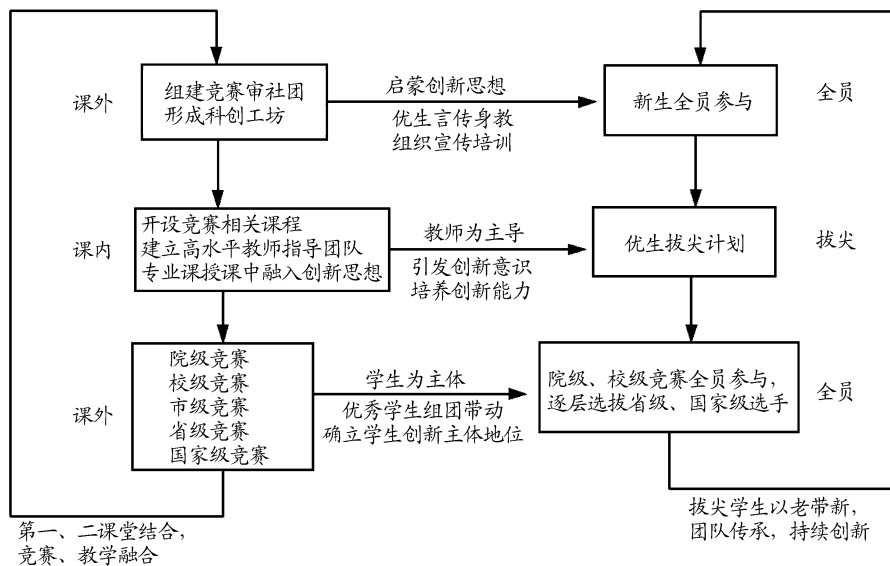 课外
组建竞赛审社团
形成科创工坊
启蒙创新思想
优生言传身教
组织宣传培训
新生全员参与
全员
课内
开设竞赛相关课程
建立高水平教师指导团队
专业课授课中融入创新思想
教师为主导
引发创新意识
培养创新能力
优生拔尖计划
拔尖
课外
院级竞赛
校级竞赛
市级竞赛
省级竞赛
国家级竞赛
学生为主体
优秀学生组团带动
确立学生创新主体地位
院级、校级竞赛全员参与，
逐层选拔省级、国家级选手
全员
第一、二课堂结合，
竞赛、教学融合
拔尖学生以老带新，
团队传承，持续创新